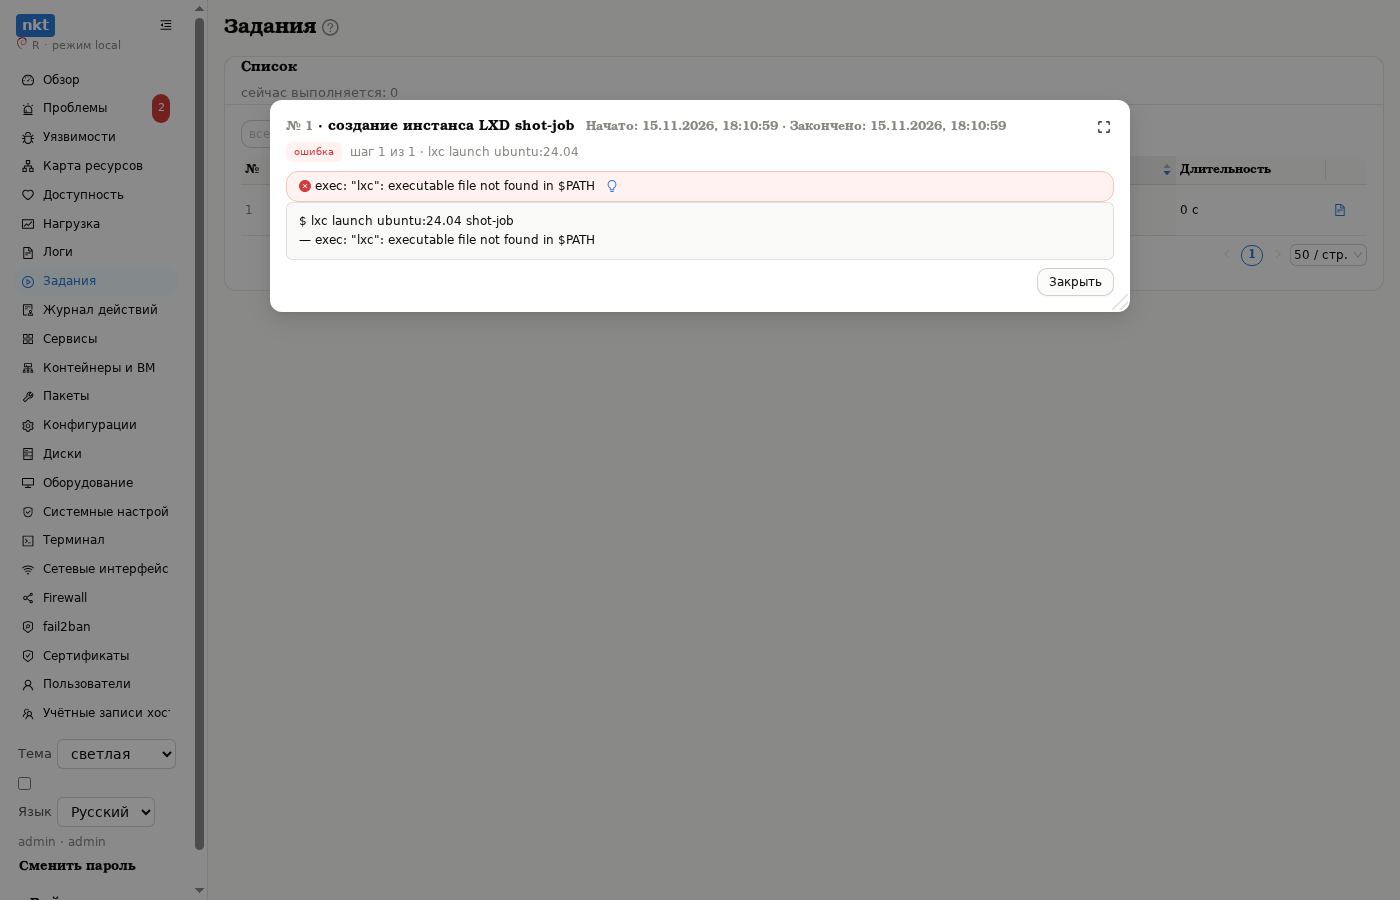 nkt
R · режим local
Обзор
Проблемы
2
Уязвимости
Карта ресурсов
Доступность
Нагрузка
Логи
Задания
Журнал действий
Сервисы
Контейнеры и ВМ
Пакеты
Конфигурации
Диски
Оборудование
Системные настрой
Терминал
Сетевые интерфейс
Firewall
fail2ban
Сертификаты
Пользователи
Учётные записи хос
Тема
светлая
Язык
Русский
admin · admin
Сменить пароль
Задания
?
Список
сейчас выполняется: 0
все
№
Длительность
1
0 с
1
50 / стр.
№ 1 · создание инстанса LXD shot-job Начато: 15.11.2026, 18:10:59 · Закончено: 15.11.2026, 18:10:59
ошибка шаг 1 из 1 · lxc launch ubuntu:24.04
exec: "lxc": executable file not found in $PATH
$ lxc launch ubuntu:24.04 shot-job
— exec: "lxc": executable file not found in $PATH
Закрыть